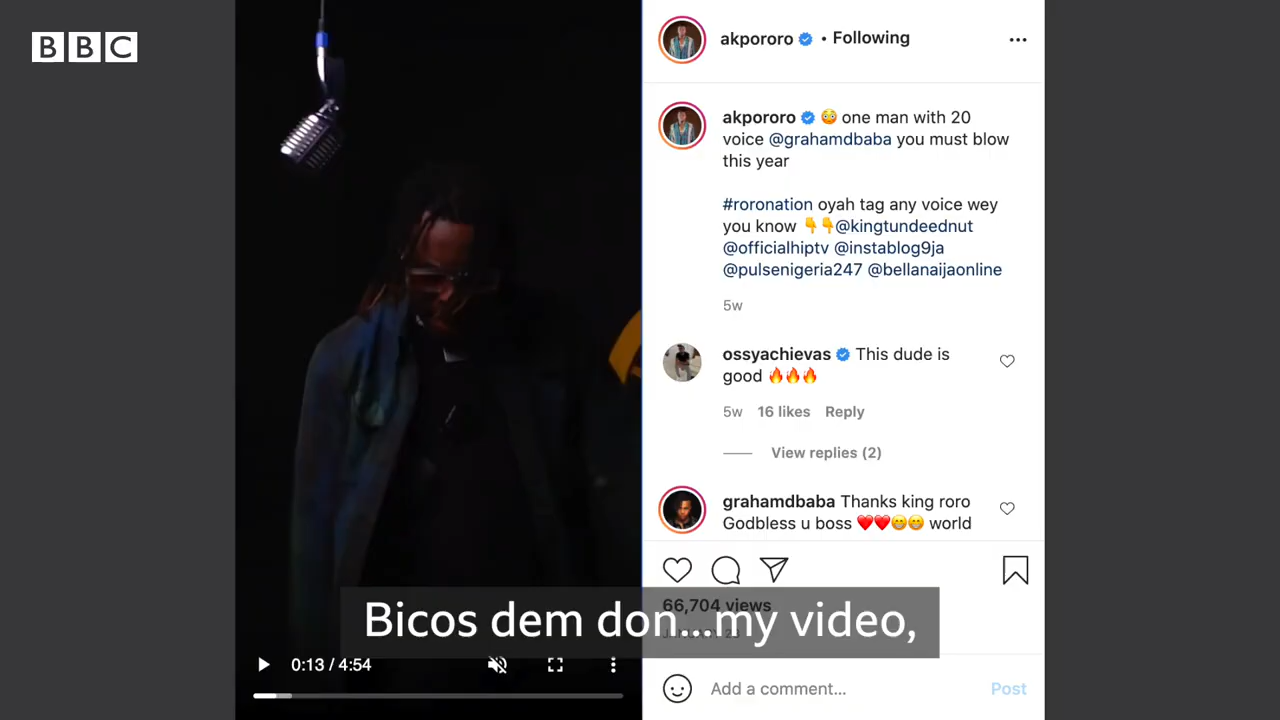 BBC
akpororo • Following
akpororo 😳 one man with 20
voice @grahamdbaba you must blow
this year
#roronation oyah tag any voice wey
you know 👇👇@kingtundeednut
@officialhiptv @instablog9ja
@pulsenigeria247 @bellanaijaonline
5w
ossyachievas This dude is
good 🔥🔥🔥
5w 16 likes Reply
View replies (2)
grahamdbaba Thanks king roro
Godbless u boss ❤️❤️😁😁 world
66,704 views
Bicos dem don...my video,
0:13 / 4:54
Add a comment... Post